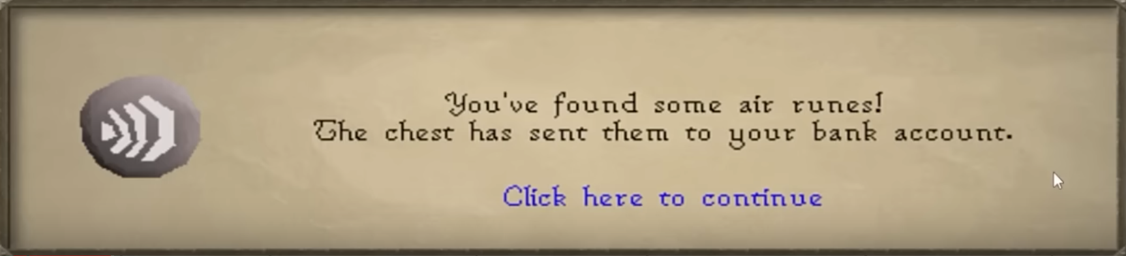 You've found some air runes!
The chest has sent them to your bank account.
Click here to continue